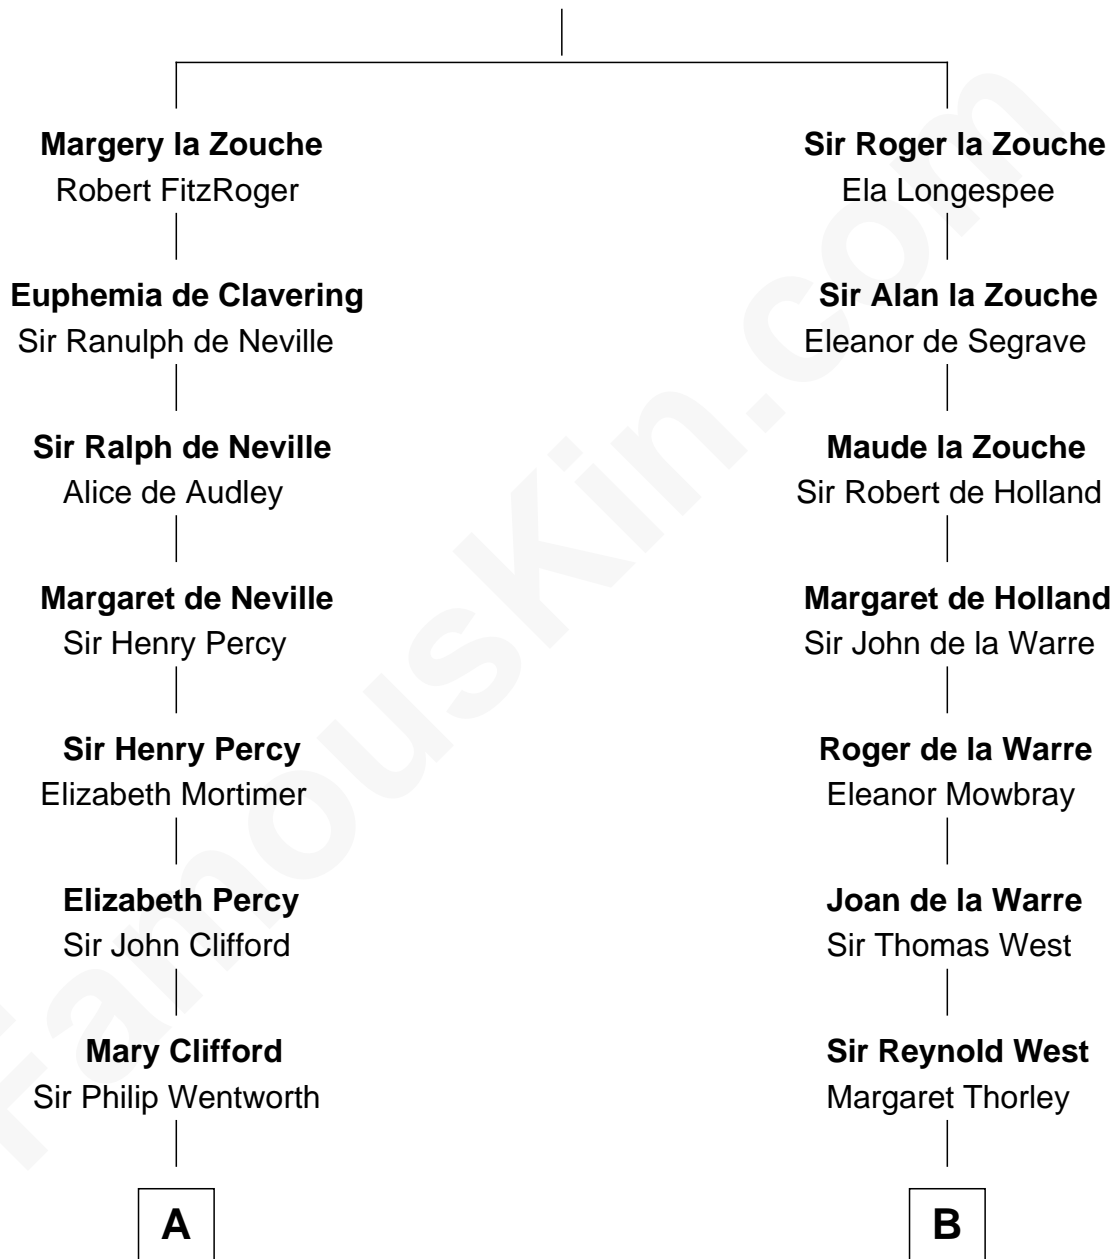 Margery la Zouche
Robert FitzRoger
Euphemia de Clavering
Sir Ranulph de Neville
Sir Ralph de Neville
Alice de Audley
Margaret de Neville
Sir Henry Percy
Sir Henry Percy
Elizabeth Mortimer
Elizabeth Percy
Sir John Clifford
Mary Clifford
Sir Philip Wentworth
A
Sir Roger la Zouche
Ela Longespee
Sir Alan la Zouche
Eleanor de Segrave
Maude la Zouche
Sir Robert de Holland
Margaret de Holland
Sir John de la Warre
Roger de la Warre
Eleanor Mowbray
Joan de la Warre
Sir Thomas West
Sir Reynold West
Margaret Thorley
B
FamousKin.com